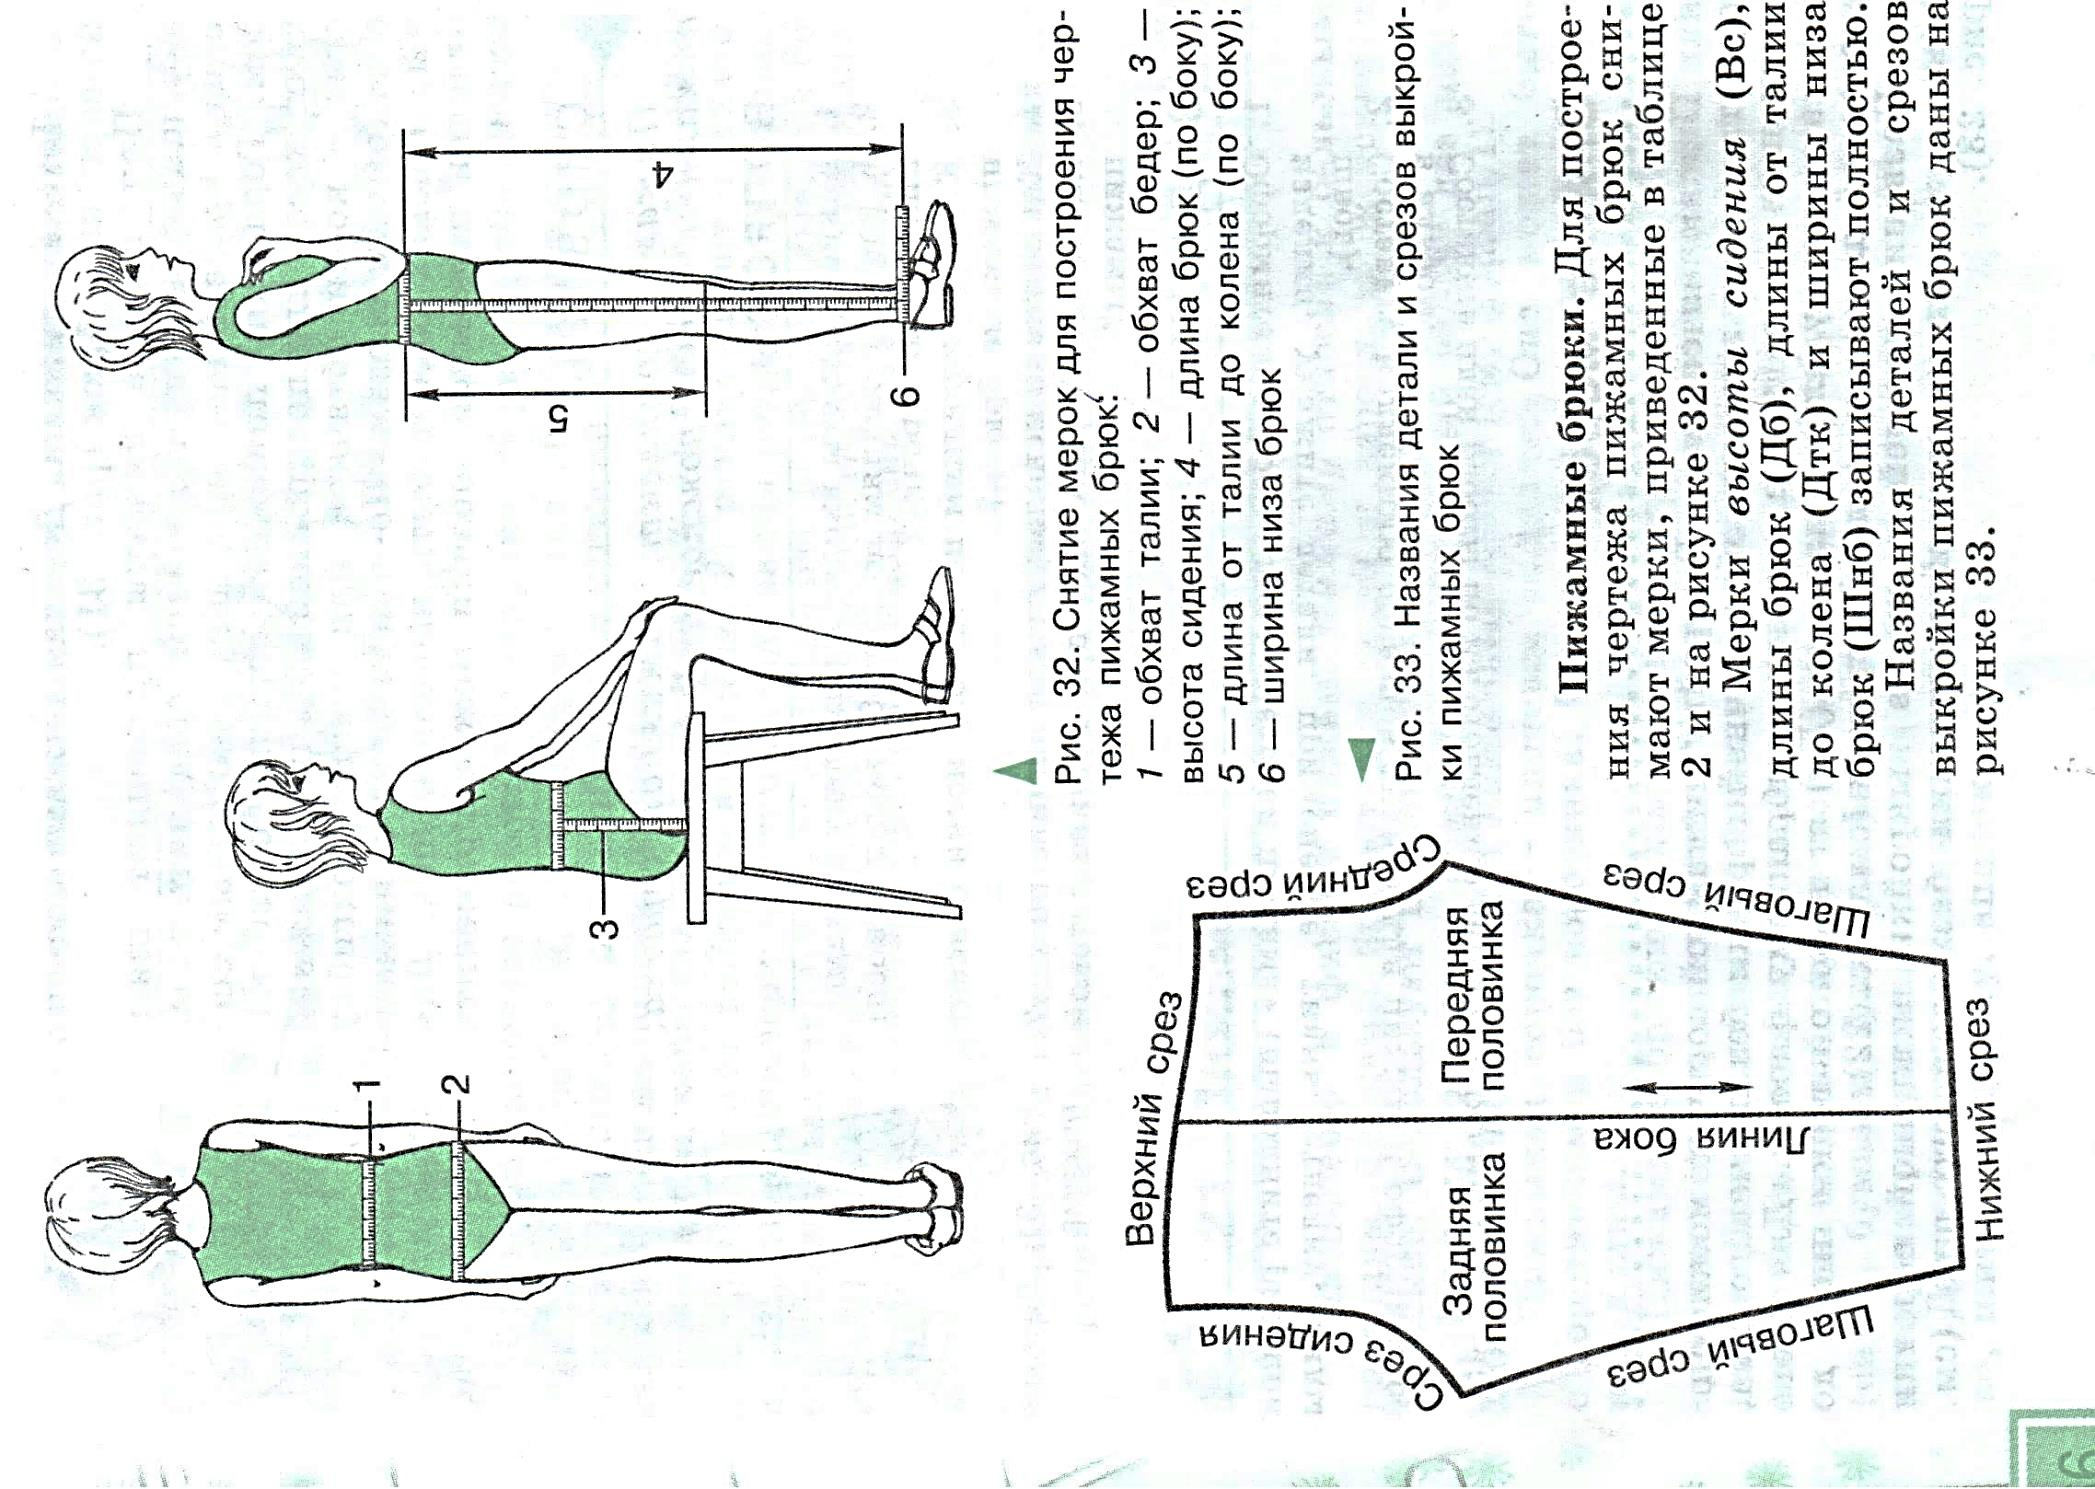 1
2
3
4
5
6
Рис. 32. Снятие мерок для построения чер-
тежа пижамных брюк:
1 — обхват талии; 2 — обхват бедер; 3 —
высота сидения; 4 — длина брюк (по боку);
5 — длина от талии до колена (по боку);
6 — ширина низа брюк
Рис. 33. Названия детали и срезов выкрой-
ки пижамных брюк
Верхний срез
Срез сидения
Средний срез
Задняя
половинка
Передняя
половинка
Линия бока
Шаговый срез
Шаговый срез
Нижний срез
Пижамные брюки. Для построе-
ния чертежа пижамных брюк сни-
мают мерки, приведенные в таблице
2 и на рисунке 32.
Мерки высоты сидения (Вс),
длины брюк (Дб), длины от талии
до колена (Дтк) и ширины низа
брюк (Шнб) записывают полностью.
Названия деталей и срезов
выкройки пижамных брюк даны на
рисунке 33.